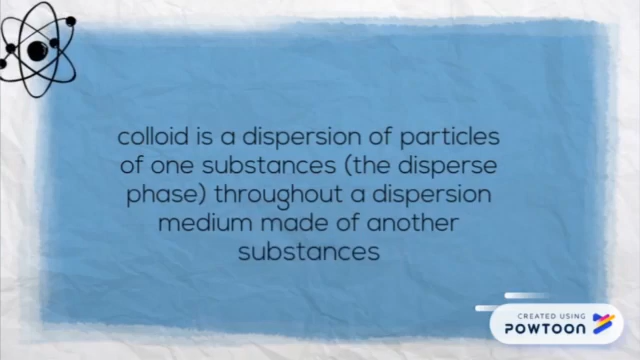 colloid is a dispersion of particles
of one substances (the disperse
phase) throughout a dispersion
medium made of another
substances
CREATED USING
POWTOON